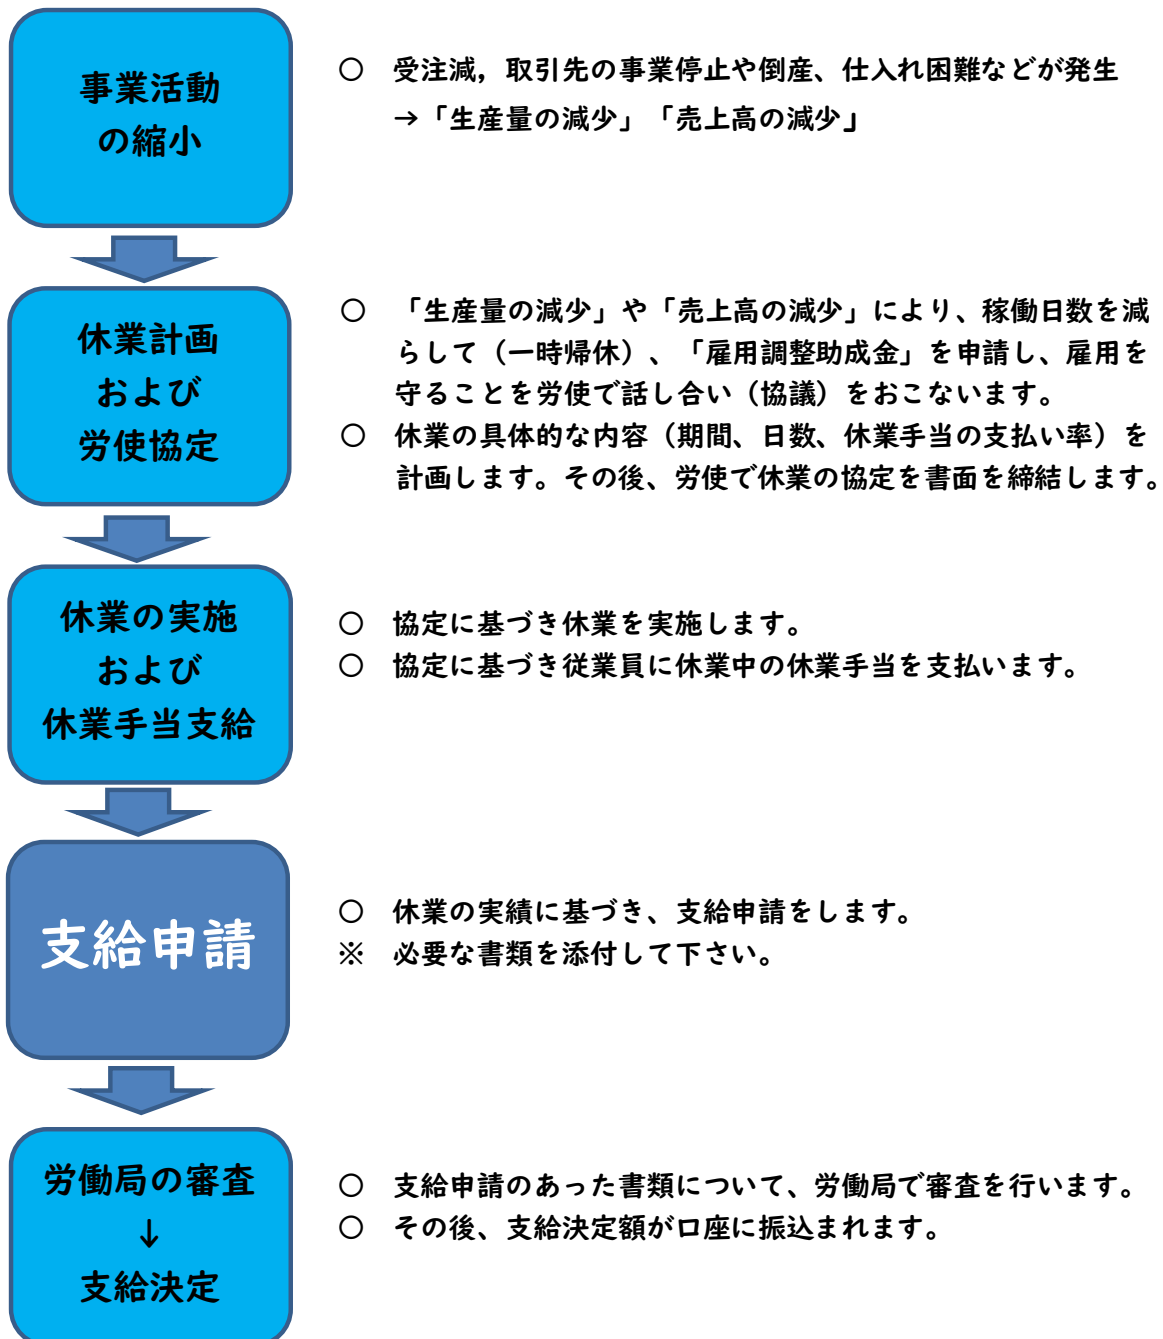 事業活動
の縮小
○ 受注減，取引先の事業停止や倒産、仕入れ困難などが発生
→「生産量の減少」「売上高の減少」
休業計画
および
労使協定
○ 「生産量の減少」や「売上高の減少」により、稼働日数を減
らして（一時帰休）、「雇用調整助成金」を申請し、雇用を
守ることを労使で話し合い（協議）をおこないます。
○ 休業の具体的な内容（期間、日数、休業手当の支払い率）を
計画します。その後、労使で休業の協定を書面を締結します。
休業の実施
および
休業手当支給
○ 協定に基づき休業を実施します。
○ 協定に基づき従業員に休業中の休業手当を支払います。
支給申請
○ 休業の実績に基づき、支給申請をします。
※ 必要な書類を添付して下さい。
労働局の審査
↓
支給決定
○ 支給申請のあった書類について、労働局で審査を行います。
○ その後、支給決定額が口座に振込まれます。